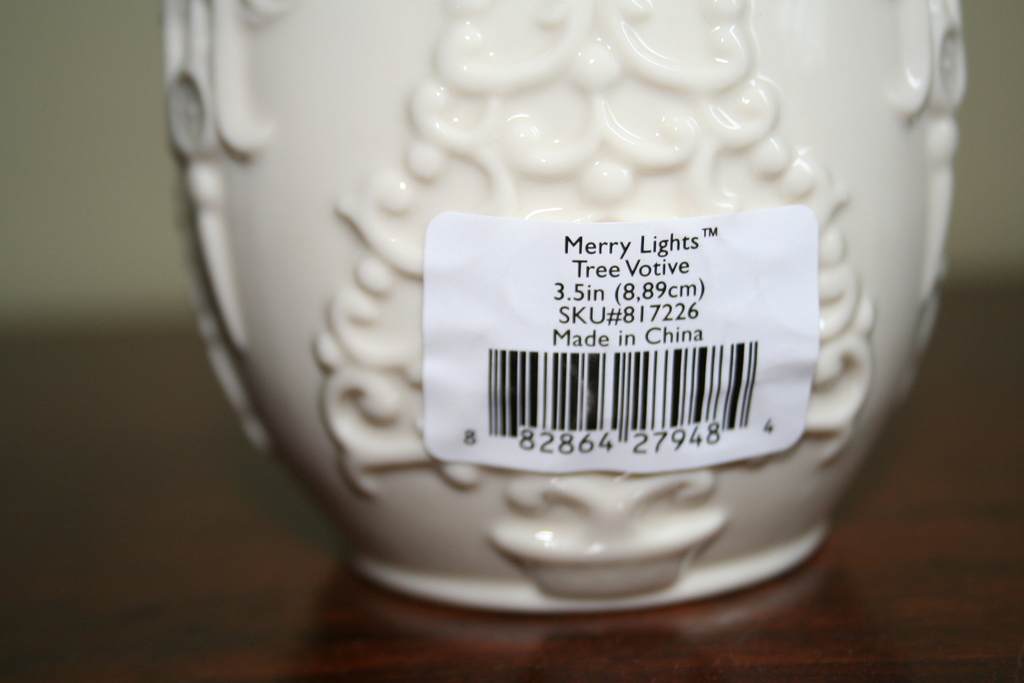 Merry Lights™
Tree Votive
3.5in (8,89cm)
SKU#817226
Made in China
8 82864 27948 4